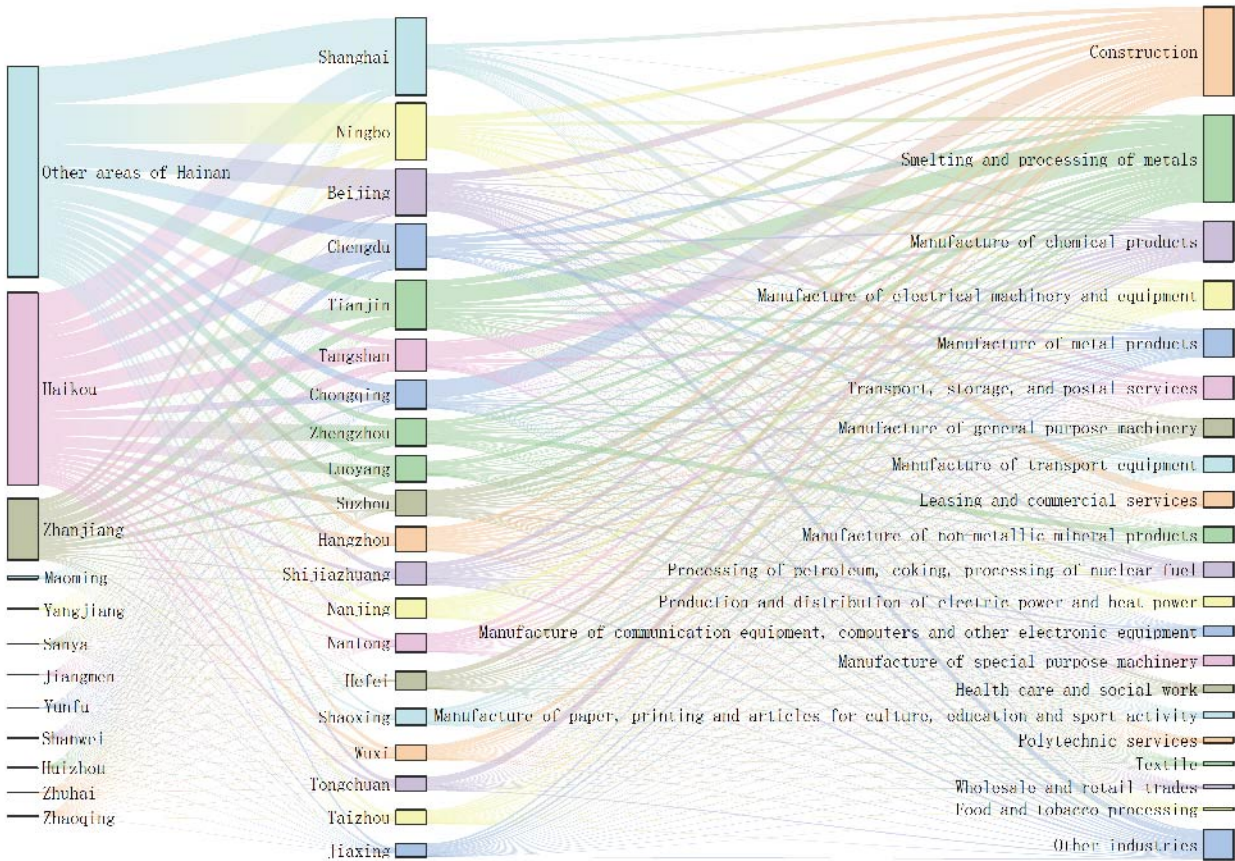 Other areas of Hainan
Haikou
Zhanjiang
Maoming
Yangjiang
Sanya
Jiangmen
Yunfu
Shanwei
Huizhou
Zhuhai
Zhaoqing
Shanghai
Ningbo
Beijing
Chengdu
Tianjin
Tangshan
Chongqing
Zhengzhou
Luoyang
Suzhou
Hangzhou
Shijiazhuang
Nanjing
Nantong
Hefei
Shaoxing
Wuxi
Tongchuan
Taizhou
Jiaxing
Construction
Smelting and processing of metals
Manufacture of chemical products
Manufacture of electrical machinery and equipment
Manufacture of metal products
Transport, storage, and postal services
Manufacture of general purpose machinery
Manufacture of transport equipment
Leasing and commercial services
Manufacture of non-metallic mineral products
Processing of petroleum, coking, processing of nuclear fuel
Production and distribution of electric power and heat power
Manufacture of communication equipment, computers and other electronic equipment
Manufacture of special purpose machinery
Health care and social work
Manufacture of paper, printing and articles for culture, education and sport activity
Polytechnic services
Textile
Wholesale and retail trades
Food and tobacco processing
Other industries